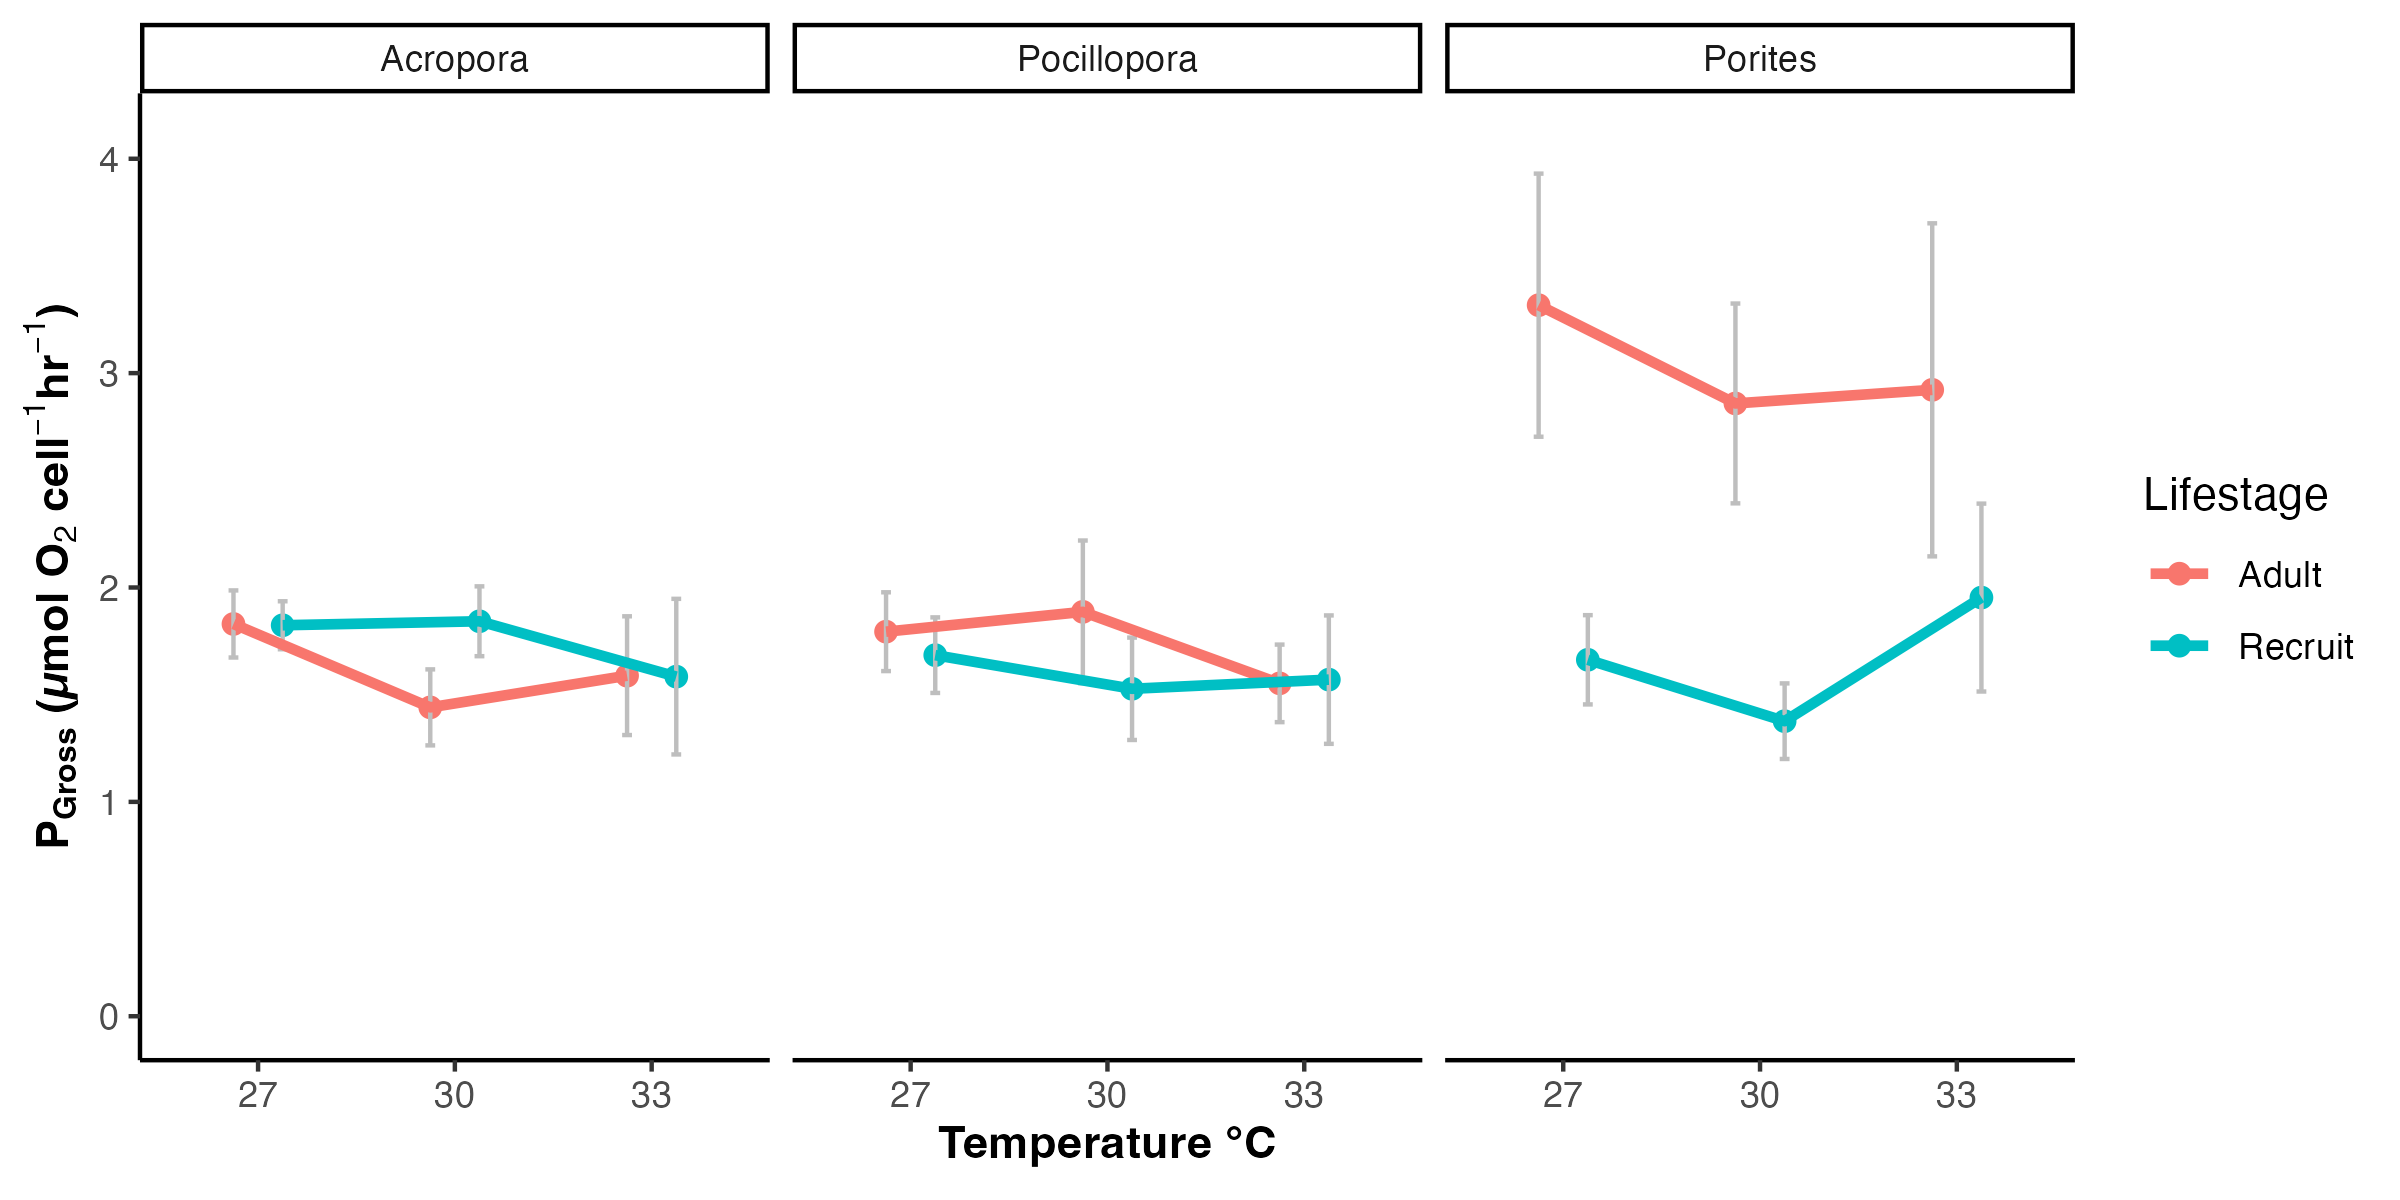 Acropora
Pocillopora
Porites
4
3
2
1
0
P_Gross (µmol O₂ cell⁻¹hr⁻¹)
27 30 33
27 30 33
27 30 33
Temperature °C
Lifestage
Adult
Recruit